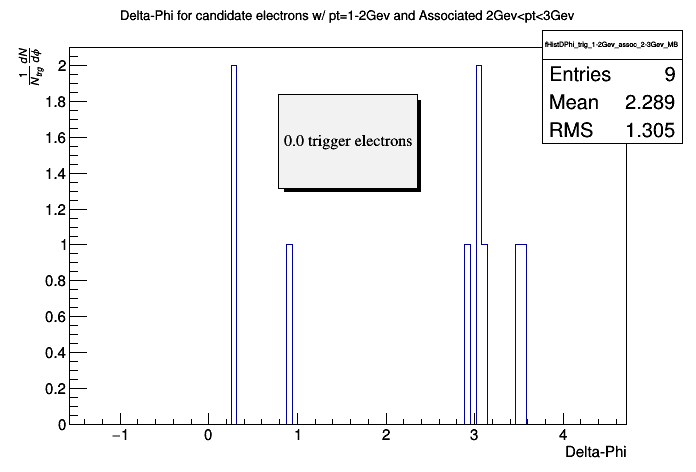 Delta-Phi for candidate electrons w/ pt=1-2Gev and Associated 2Gev<pt<3Gev
fHistDPhi_trig_1-2Gev_assoc_2-3Gev_MB
Entries 9
Mean 2.289
RMS 1.305
1/N_trg dN/dϕ
0.0 trigger electrons
2
1.8
1.6
1.4
1.2
1
0.8
0.6
0.4
0.2
0
−1 0 1 2 3 4
Delta-Phi